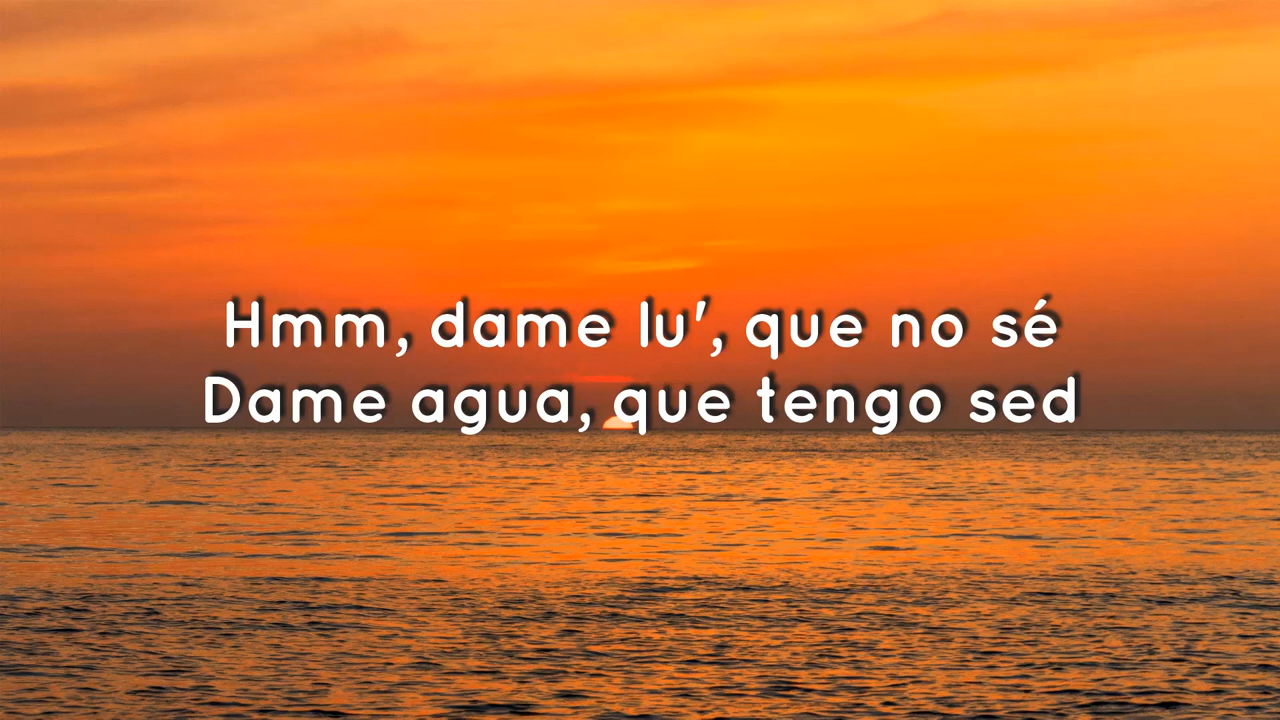 Hmm, dame lu', que no sé
Dame agua, que tengo sed